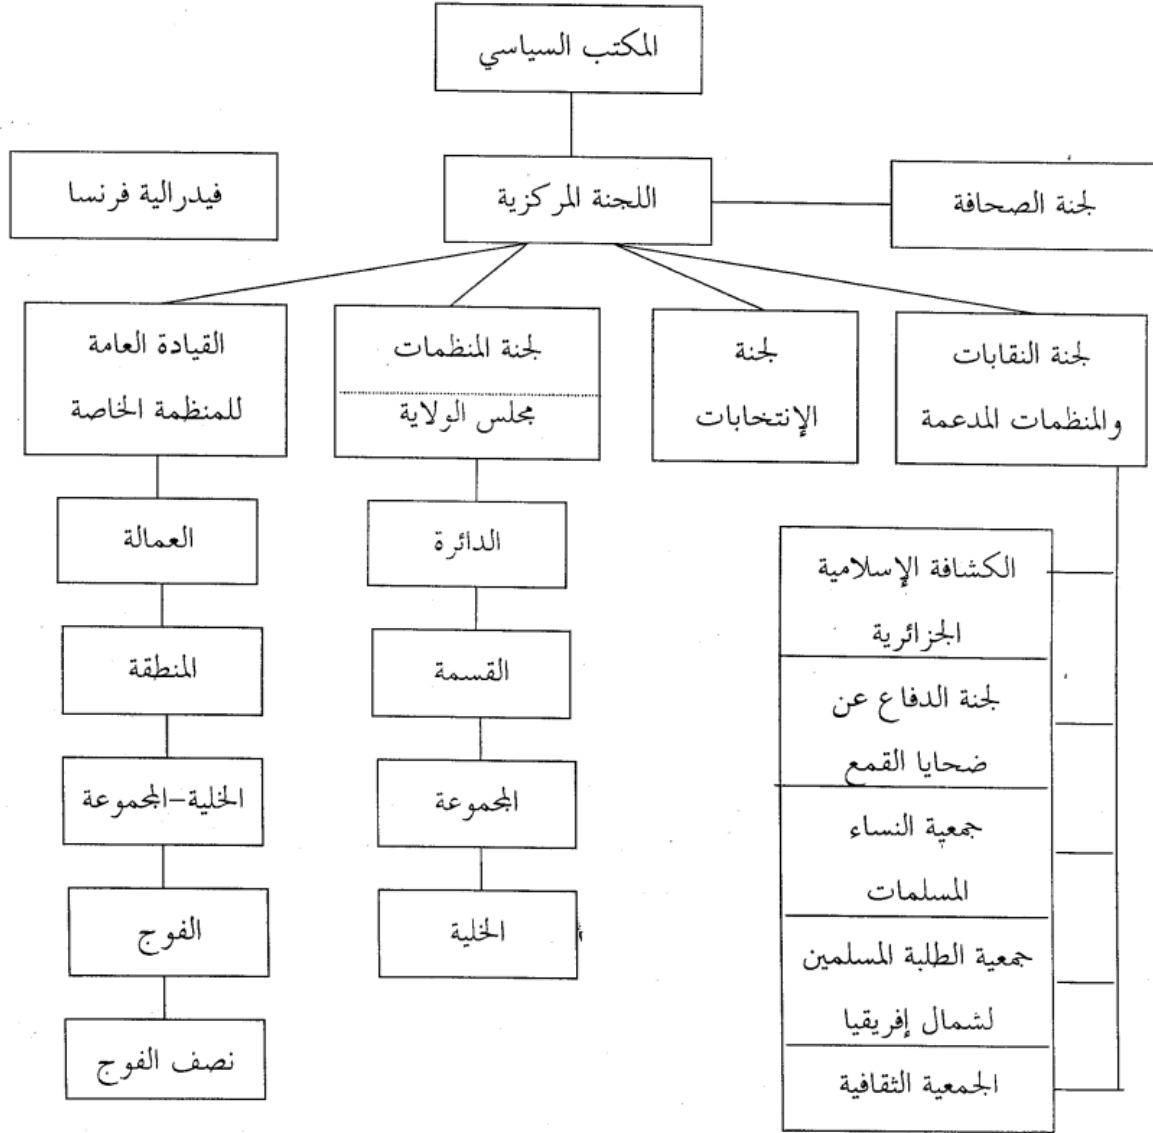 المكتب السياسي
لجنة الصحافة
اللجنة المركزية
فيدرالية فرنسا
لجنة النقابات
والمنظمات المدعمة
لجنة
الإنتخابات
لجنة المنظمات
مجلس الولاية
القيادة العامة
للمنظمة الخاصة
الكشافة الإسلامية
الجزائرية
لجنة الدفاع عن
ضحايا القمع
جمعية النساء
المسلمات
جمعية الطلبة المسلمين
لشمال إفريقيا
الجمعية الثقافية
الدائرة
القسمة
المجموعة
الخلية
العمالة
المنطقة
الخلية-المجموعة
الفوج
نصف الفوج